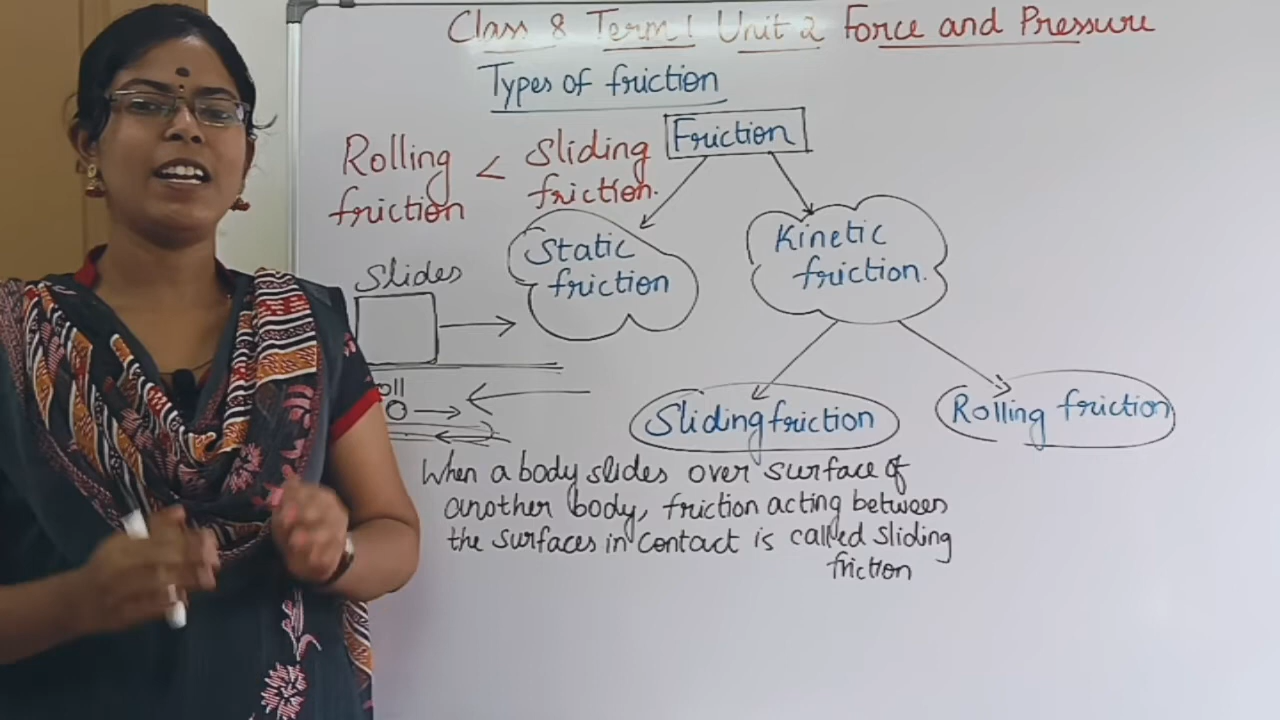 Class 8 Term 1 Unit 2 Force and Pressure
Types of friction
Friction
Rolling friction < Sliding friction.
Static friction
Kinetic friction.
Slides
oll
Sliding friction
Rolling friction
When a body slides over surface of
another body, friction acting between
the surfaces in contact is called sliding
friction